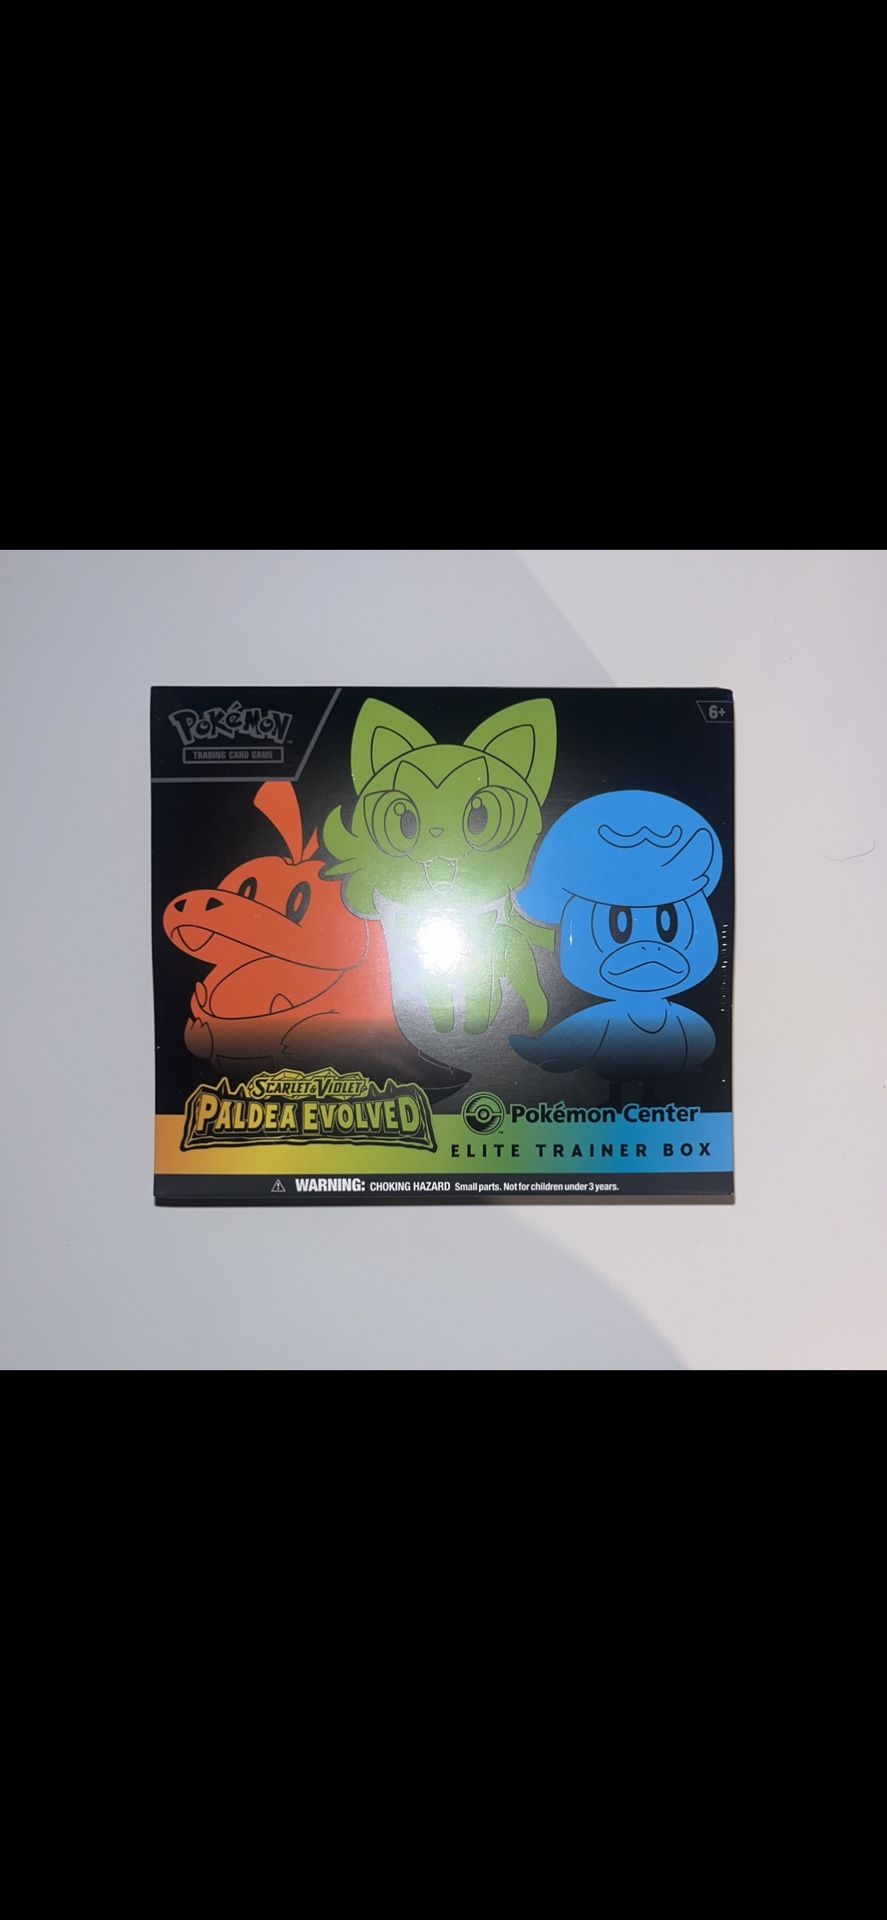 POKéMON
TRADING CARD GAME
6+
SCARLET & VIOLET
PALDEA EVOLVED
Pokémon Center
ELITE TRAINER BOX
WARNING: CHOKING HAZARD Small parts. Not for children under 3 years.